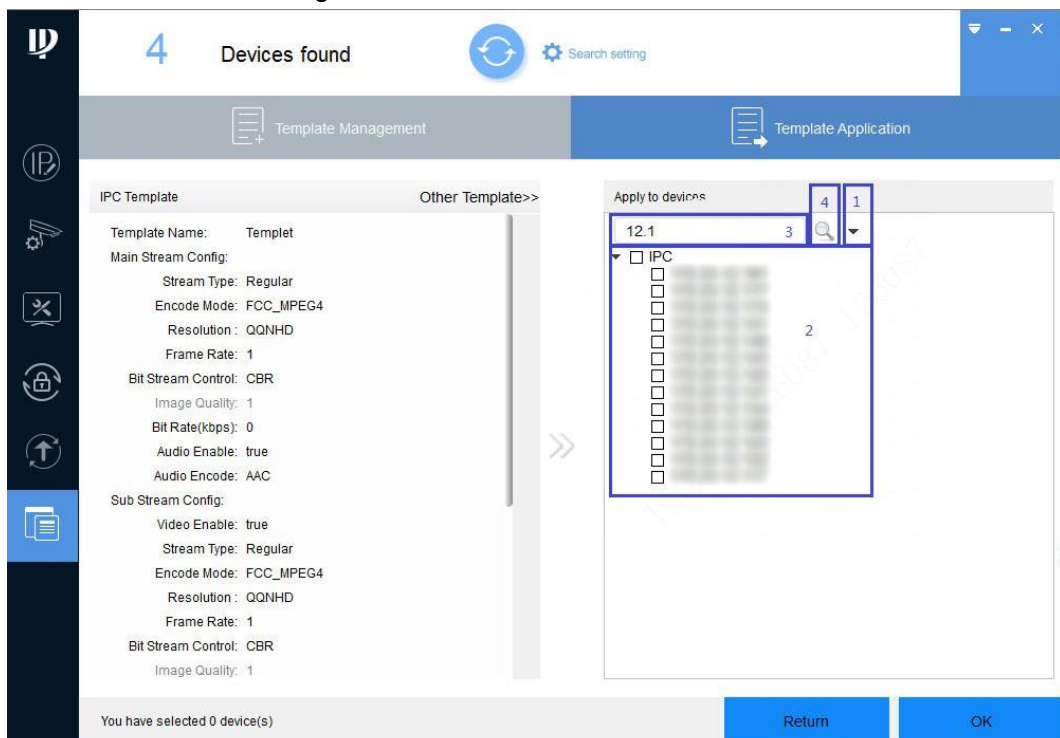 4 Devices found Search setting
Template Management Template Application
IPC Template Other Template>>
Template Name: Templet
Main Stream Config:
Stream Type: Regular
Encode Mode: FCC_MPEG4
Resolution : QQNHD
Frame Rate: 1
Bit Stream Control: CBR
Image Quality: 1
Bit Rate(kbps): 0
Audio Enable: true
Audio Encode: AAC
Sub Stream Config:
Video Enable: true
Stream Type: Regular
Encode Mode: FCC_MPEG4
Resolution : QQNHD
Frame Rate: 1
Bit Stream Control: CBR
Image Quality: 1
Apply to devices
4 1
12.1 3
IPC
2
You have selected 0 device(s) Return OK